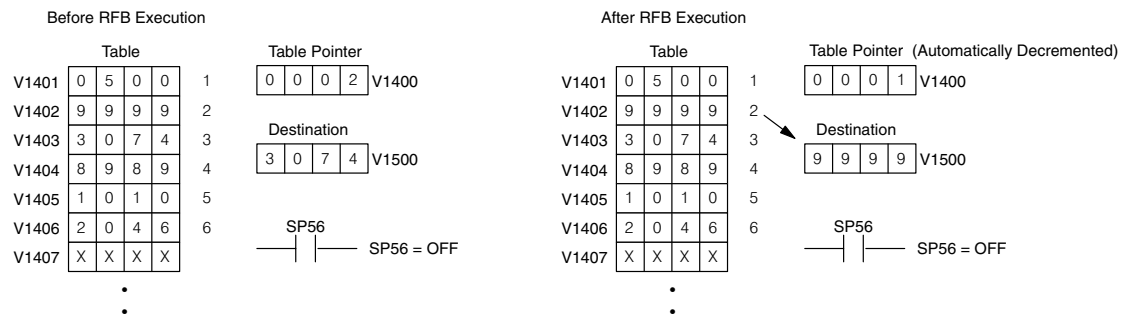 Before RFB Execution
Table
Table Pointer
V1401 0 5 0 0 1
0 0 0 2 V1400
V1402 9 9 9 9 2
Destination
V1403 3 0 7 4 3
3 0 7 4 V1500
V1404 8 9 8 9 4
V1405 1 0 1 0 5
V1406 2 0 4 6 6
SP56
SP56 = OFF
V1407 X X X X
After RFB Execution
Table
Table Pointer (Automatically Decremented)
V1401 0 5 0 0 1
0 0 0 1 V1400
V1402 9 9 9 9 2
Destination
V1403 3 0 7 4 3
9 9 9 9 V1500
V1404 8 9 8 9 4
V1405 1 0 1 0 5
V1406 2 0 4 6 6
SP56
SP56 = OFF
V1407 X X X X